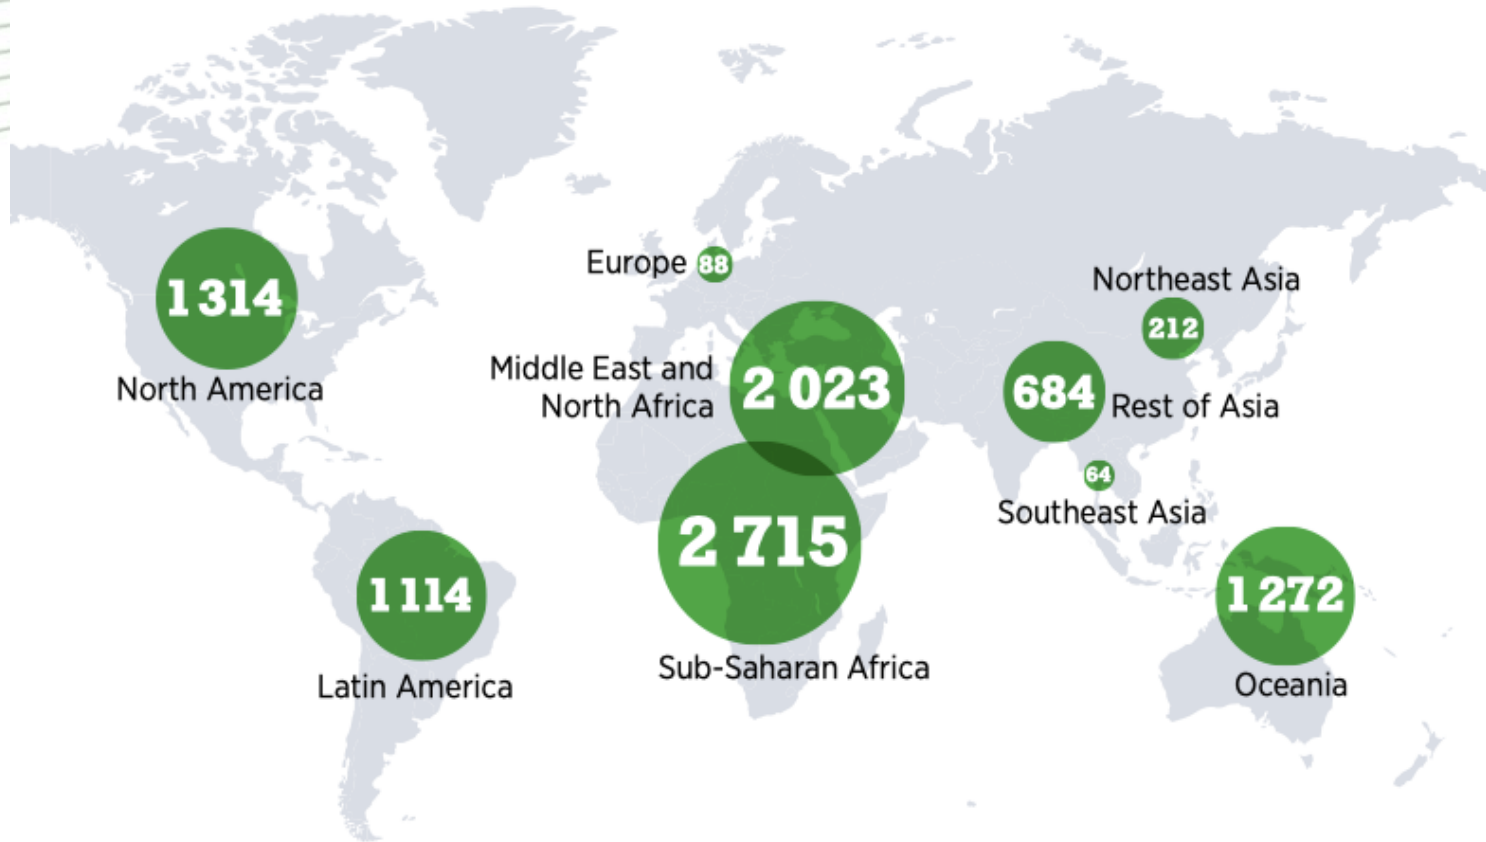 Europe 88
Northeast Asia
212
1 314
North America
Middle East and
North Africa
2 023
684
Rest of Asia
64
Southeast Asia
2 715
Sub-Saharan Africa
1 114
Latin America
1 272
Oceania